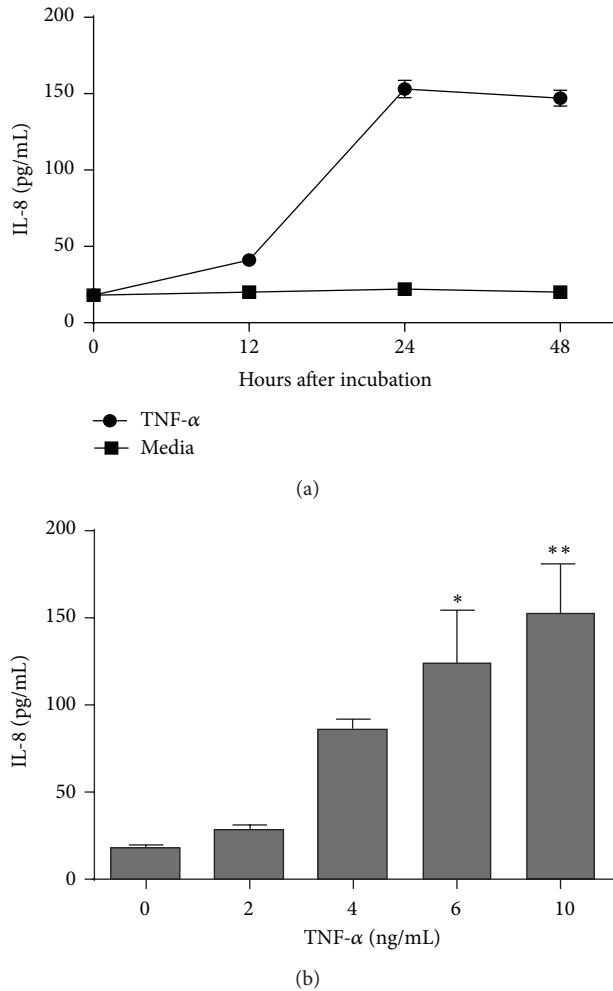 200
150
100
50
0
IL-8 (pg/mL)
0 12 24 48
Hours after incubation
TNF-α
Media
(a)
200
150
100
50
0
IL-8 (pg/mL)
*
**
0 2 4 6 10
TNF-α (ng/mL)
(b)